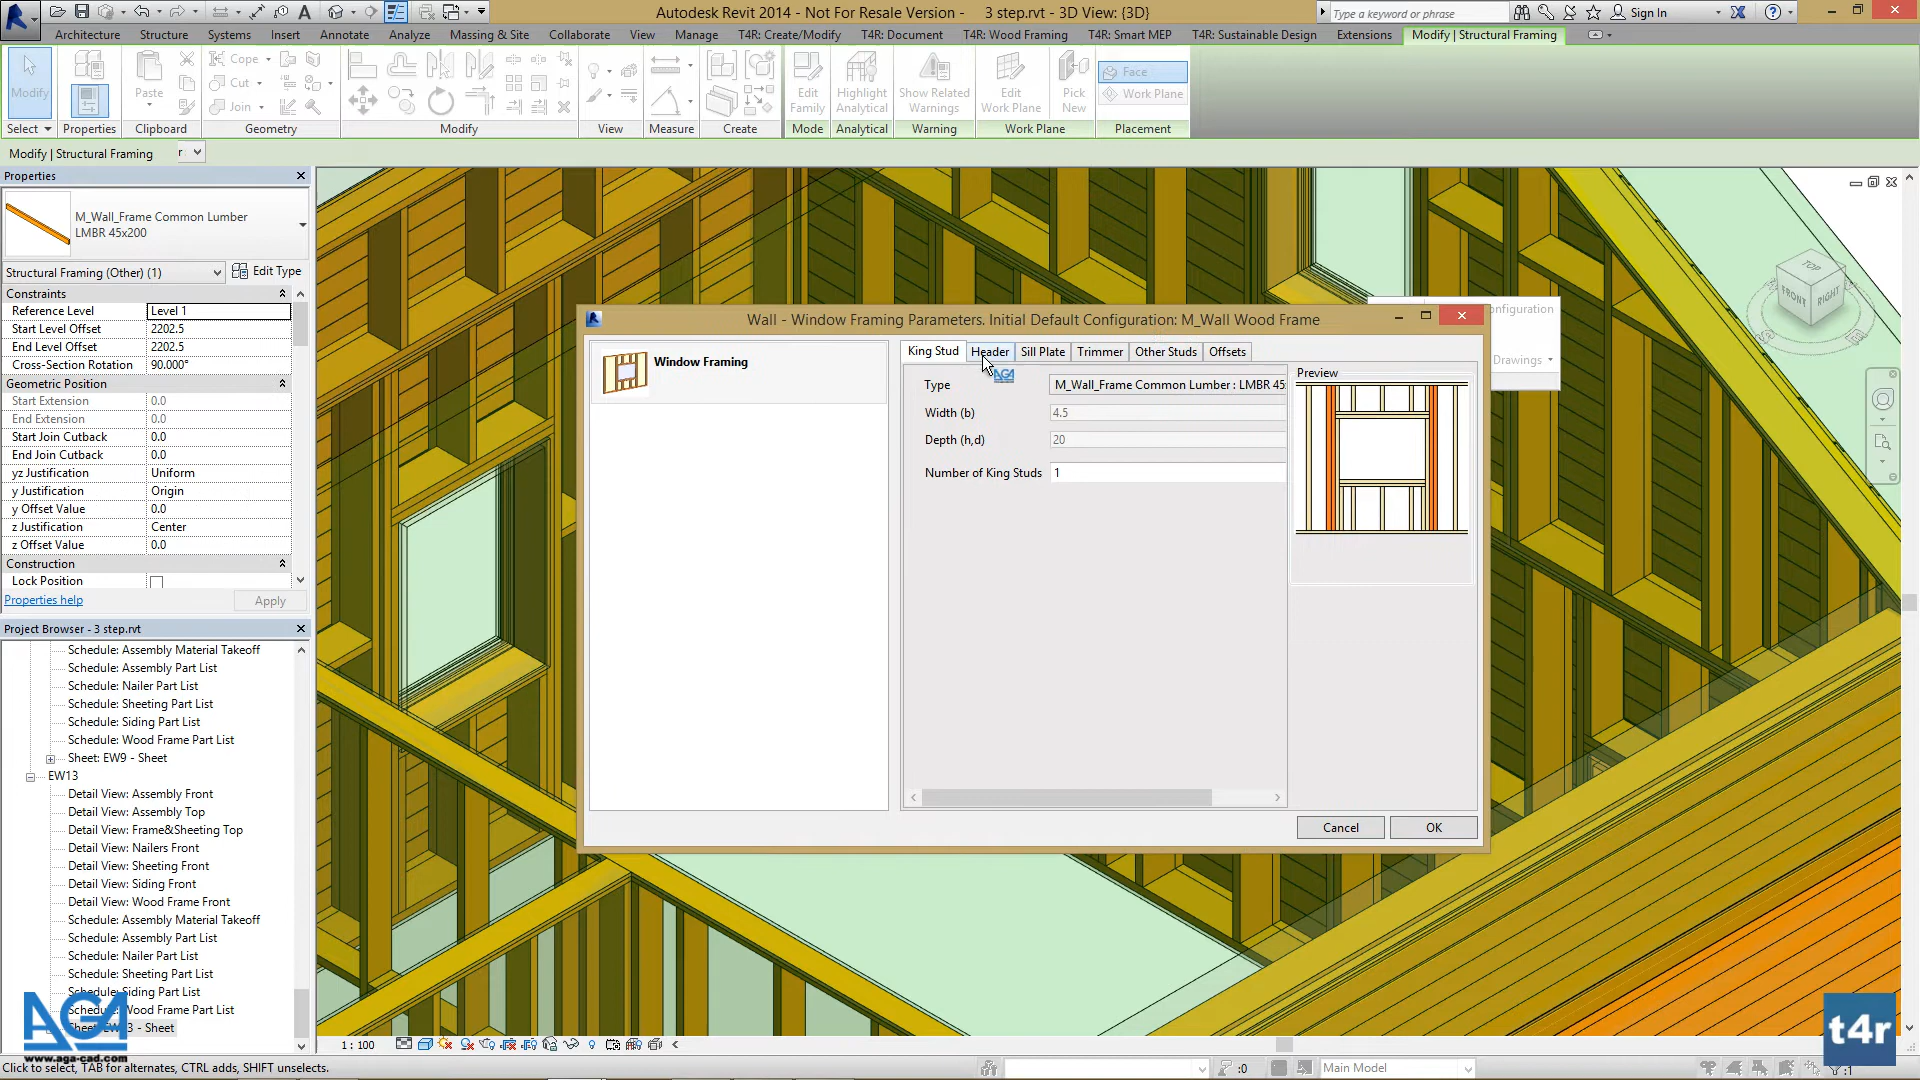 Autodesk Revit 2014 - Not For Resale Version - 3 step.rvt - 3D View: {3D}
Type a keyword or phrase
Sign In
Architecture Structure Systems Insert Annotate Analyze Massing & Site Collaborate View Manage T4R: Create/Modify T4R: Document T4R: Wood Framing T4R: Smart MEP T4R: Sustainable Design Extensions Modify | Structural Framing
Modify
Paste
Cope
Cut
Join
Edit Family
Highlight Analytical
Show Related Warnings
Edit Work Plane
Pick New
Face
Work Plane
Select Properties Clipboard Geometry Modify View Measure Create Mode Analytical Warning Work Plane Placement
Modify | Structural Framing
Properties
M_Wall_Frame Common Lumber
LMBR 45x200
Structural Framing (Other) (1)
Edit Type
Constraints
Reference Level Level 1
Start Level Offset 2202.5
End Level Offset 2202.5
Cross-Section Rotation 90.000°
Geometric Position
Start Extension 0.0
End Extension 0.0
Start Join Cutback 0.0
End Join Cutback 0.0
yz Justification Uniform
y Justification Origin
y Offset Value 0.0
z Justification Center
z Offset Value 0.0
Construction
Lock Position
Properties help
Apply
Project Browser - 3 step.rvt
Schedule: Assembly Material Takeoff
Schedule: Assembly Part List
Schedule: Nailer Part List
Schedule: Sheeting Part List
Schedule: Siding Part List
Schedule: Wood Frame Part List
Sheet: EW9 - Sheet
EW13
Detail View: Assembly Front
Detail View: Assembly Top
Detail View: Frame&Sheeting Top
Detail View: Nailers Front
Detail View: Sheeting Front
Detail View: Siding Front
Detail View: Wood Frame Front
Schedule: Assembly Material Takeoff
Schedule: Assembly Part List
Schedule: Nailer Part List
Schedule: Sheeting Part List
Siding Part List
Wood Frame Part List
3 - Sheet
AGA
www.aga-cad.com
Wall - Window Framing Parameters. Initial Default Configuration: M_Wall Wood Frame
Window Framing
King Stud Header Sill Plate Trimmer Other Studs Offsets
AGA
Type M_Wall_Frame Common Lumber : LMBR 45
Width (b) 4.5
Depth (h,d) 20
Number of King Studs 1
Preview
Cancel OK
onfiguration
Drawings
TOP
FRONT
RIGHT
1 : 100
t4r
Click to select, TAB for alternates, CTRL adds, SHIFT unselects.
:0
Main Model
:1